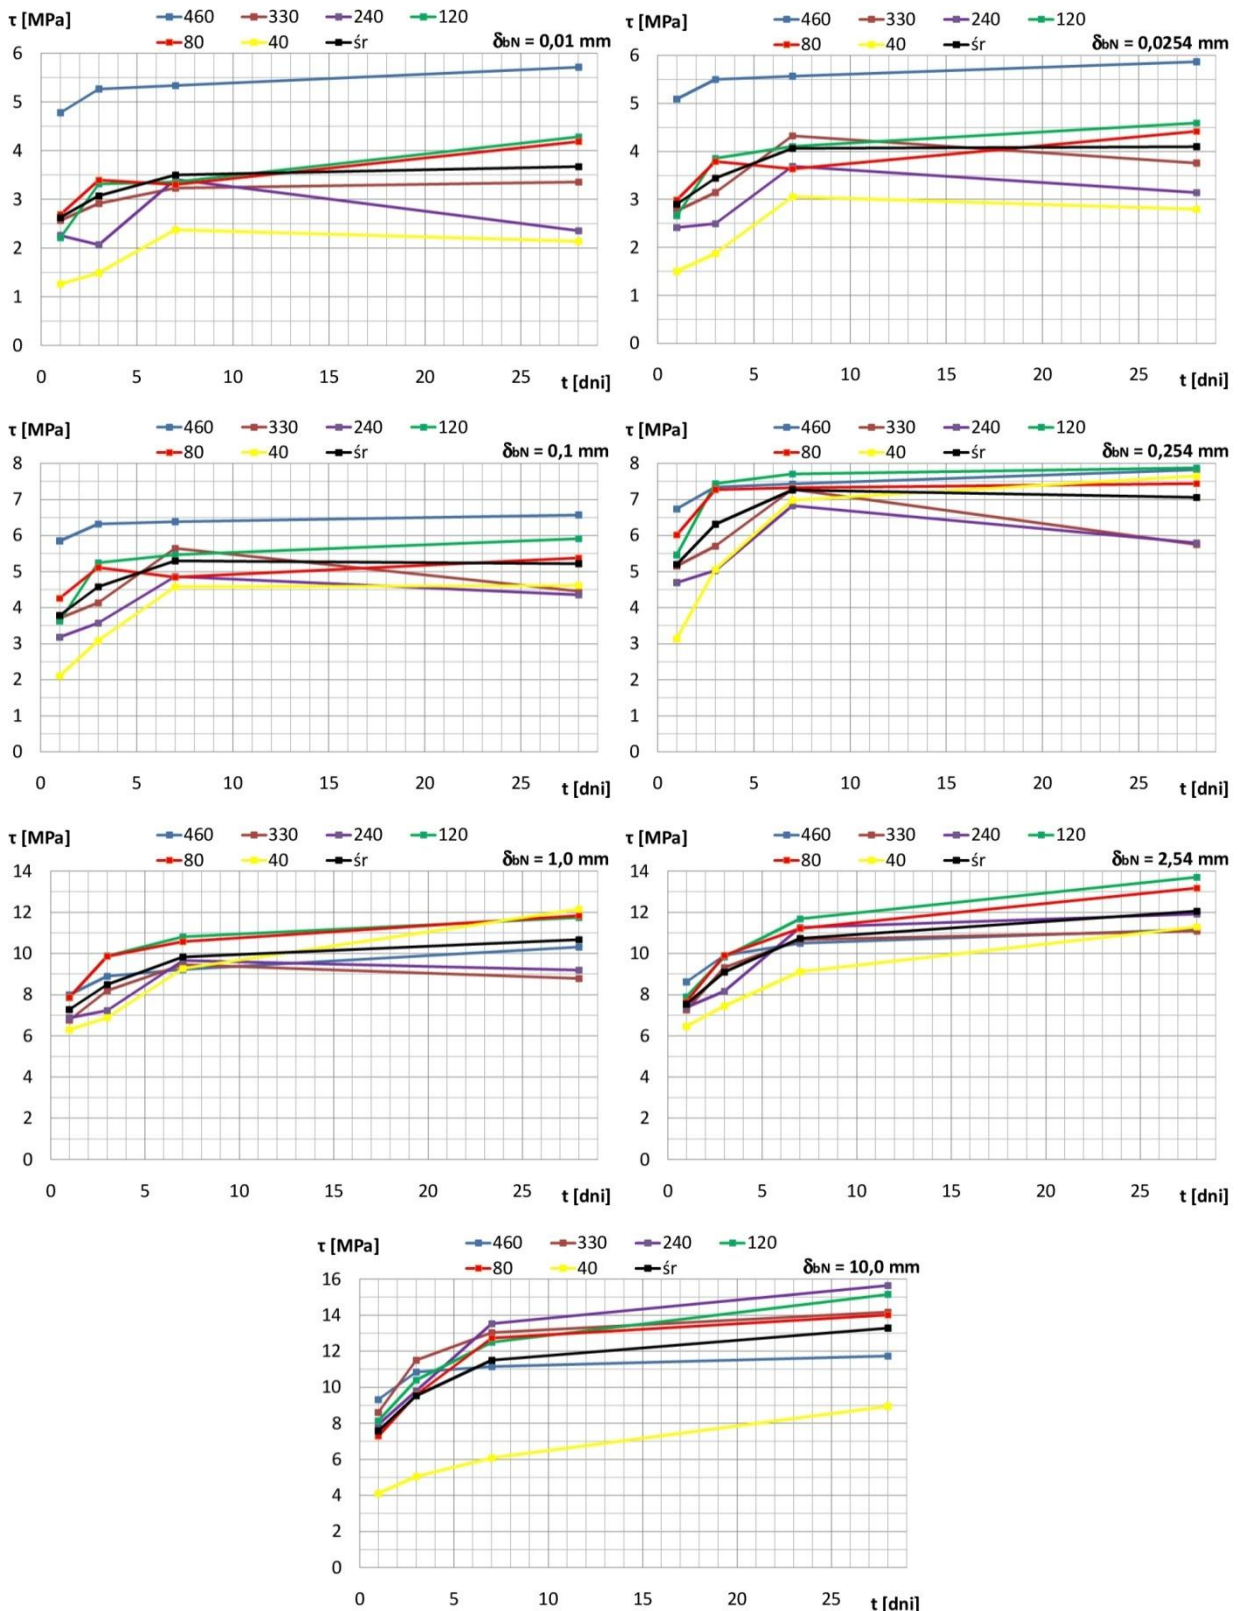 τ [MPa] 460 330 240 120
80 40 śr δbN = 0,01 mm
6
5
4
3
2
1
0
0 5 10 15 20 25 t [dni]
τ [MPa] 460 330 240 120
80 40 śr δbN = 0,0254 mm
6
5
4
3
2
1
0
0 5 10 15 20 25 t [dni]
τ [MPa] 460 330 240 120
80 40 śr δbN = 0,1 mm
8
7
6
5
4
3
2
1
0
0 5 10 15 20 25 t [dni]
τ [MPa] 460 330 240 120
80 40 śr δbN = 0,254 mm
8
7
6
5
4
3
2
1
0
0 5 10 15 20 25 t [dni]
τ [MPa] 460 330 240 120
80 40 śr δbN = 1,0 mm
14
12
10
8
6
4
2
0
0 5 10 15 20 25 t [dni]
τ [MPa] 460 330 240 120
80 40 śr δbN = 2,54 mm
14
12
10
8
6
4
2
0
0 5 10 15 20 25 t [dni]
τ [MPa] 460 330 240 120
80 40 śr δbN = 10,0 mm
16
14
12
10
8
6
4
2
0
0 5 10 15 20 25 t [dni]